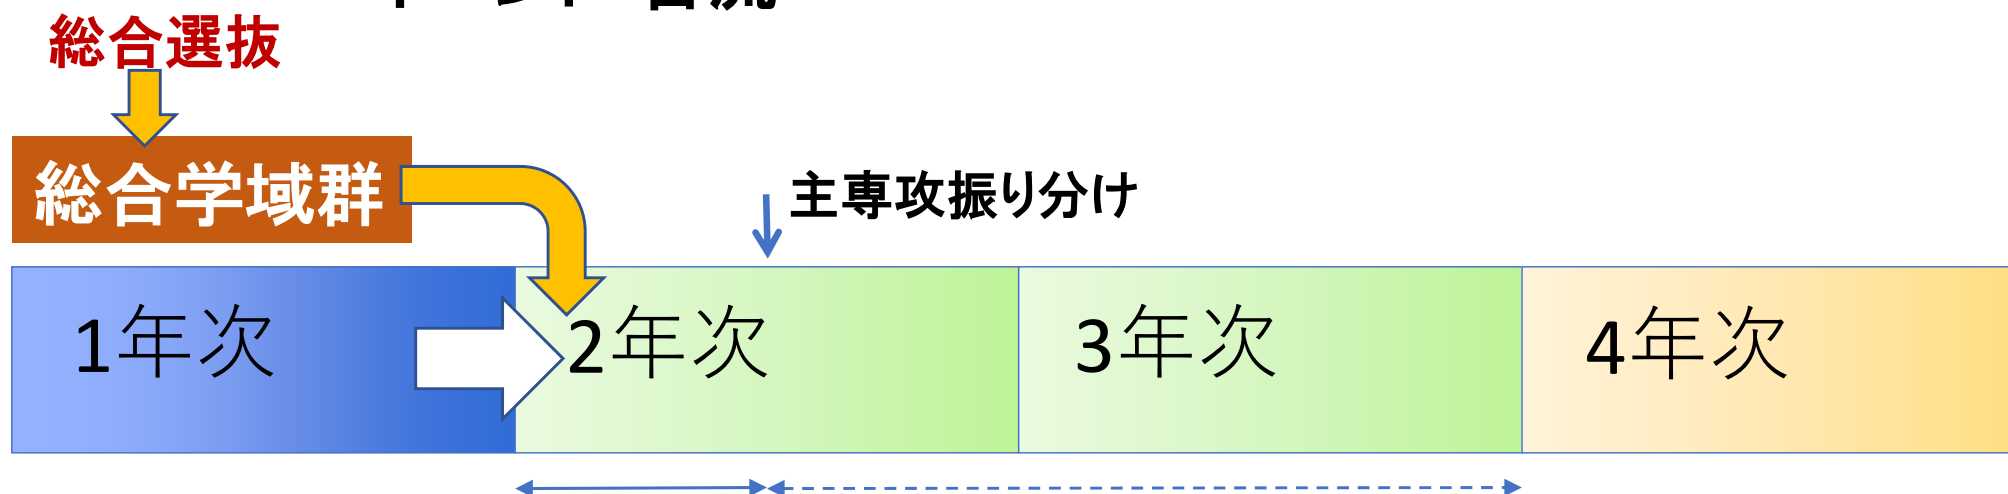 総合選抜
総合学域群
主専攻振り分け
1年次
2年次
3年次
4年次